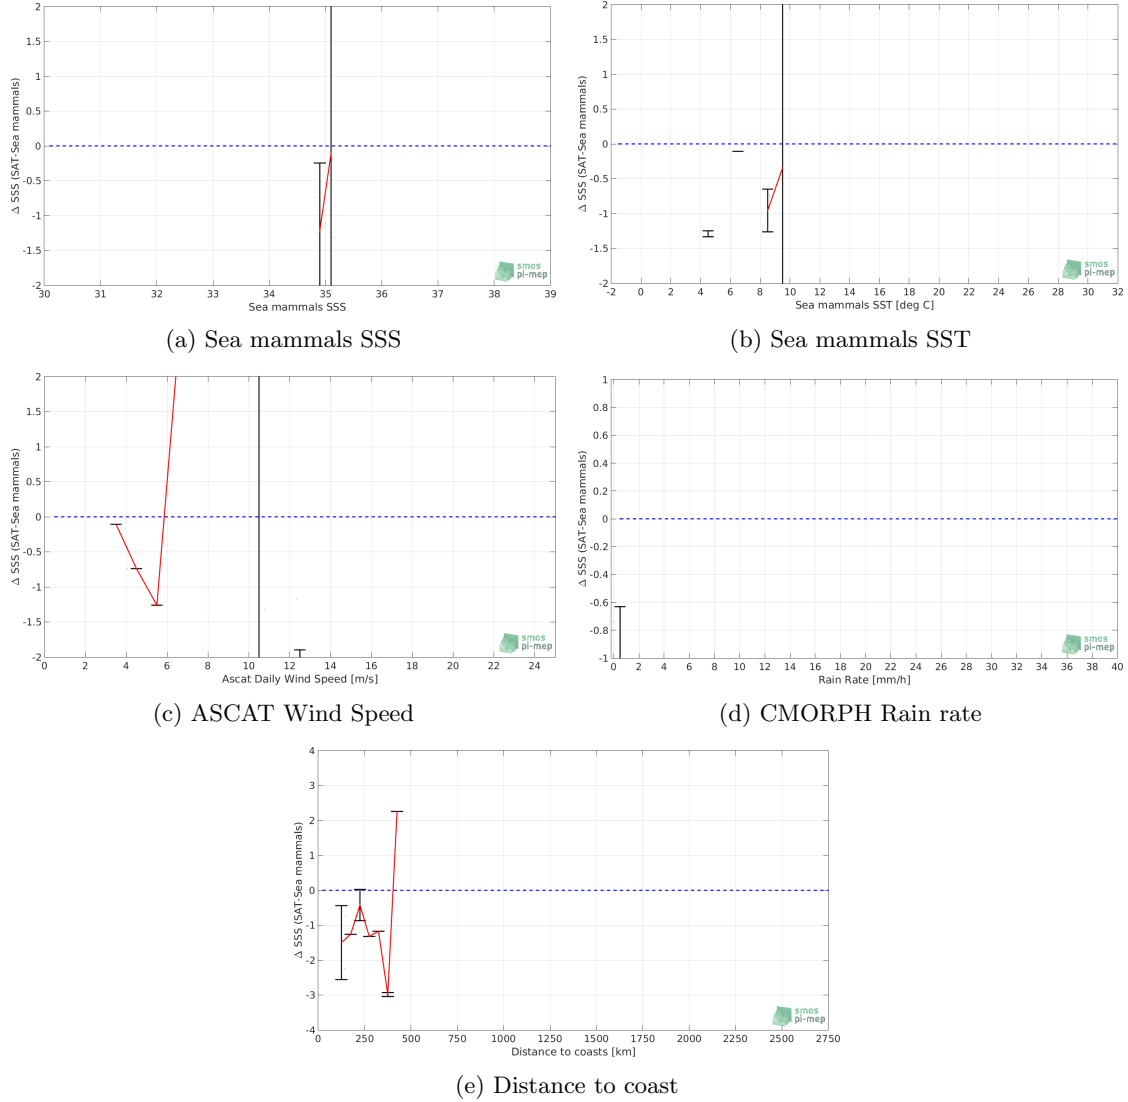 2
1.5
1
0.5
0
-0.5
-1
-1.5
-2
Δ SSS (SAT-Sea mammals)
30 31 32 33 34 35 36 37 38 39
Sea mammals SSS
smos
pi-mep
(a) Sea mammals SSS
2
1.5
1
0.5
0
-0.5
-1
-1.5
-2
Δ SSS (SAT-Sea mammals)
-2 0 2 4 6 8 10 12 14 16 18 20 22 24 26 28 30 32
Sea mammals SST [deg C]
smos
pi-mep
(b) Sea mammals SST
2
1.5
1
0.5
0
-0.5
-1
-1.5
-2
Δ SSS (SAT-Sea mammals)
0 2 4 6 8 10 12 14 16 18 20 22 24
Ascat Daily Wind Speed [m/s]
smos
pi-mep
(c) ASCAT Wind Speed
1
0.8
0.6
0.4
0.2
0
-0.2
-0.4
-0.6
-0.8
-1
Δ SSS (SAT-Sea mammals)
0 2 4 6 8 10 12 14 16 18 20 22 24 26 28 30 32 34 36 38 40
Rain Rate [mm/h]
smos
pi-mep
(d) CMORPH Rain rate
4
3
2
1
0
-1
-2
-3
-4
Δ SSS (SAT-Sea mammals)
0 250 500 750 1000 1250 1500 1750 2000 2250 2500 2750
Distance to coasts [km]
smos
pi-mep
(e) Distance to coast